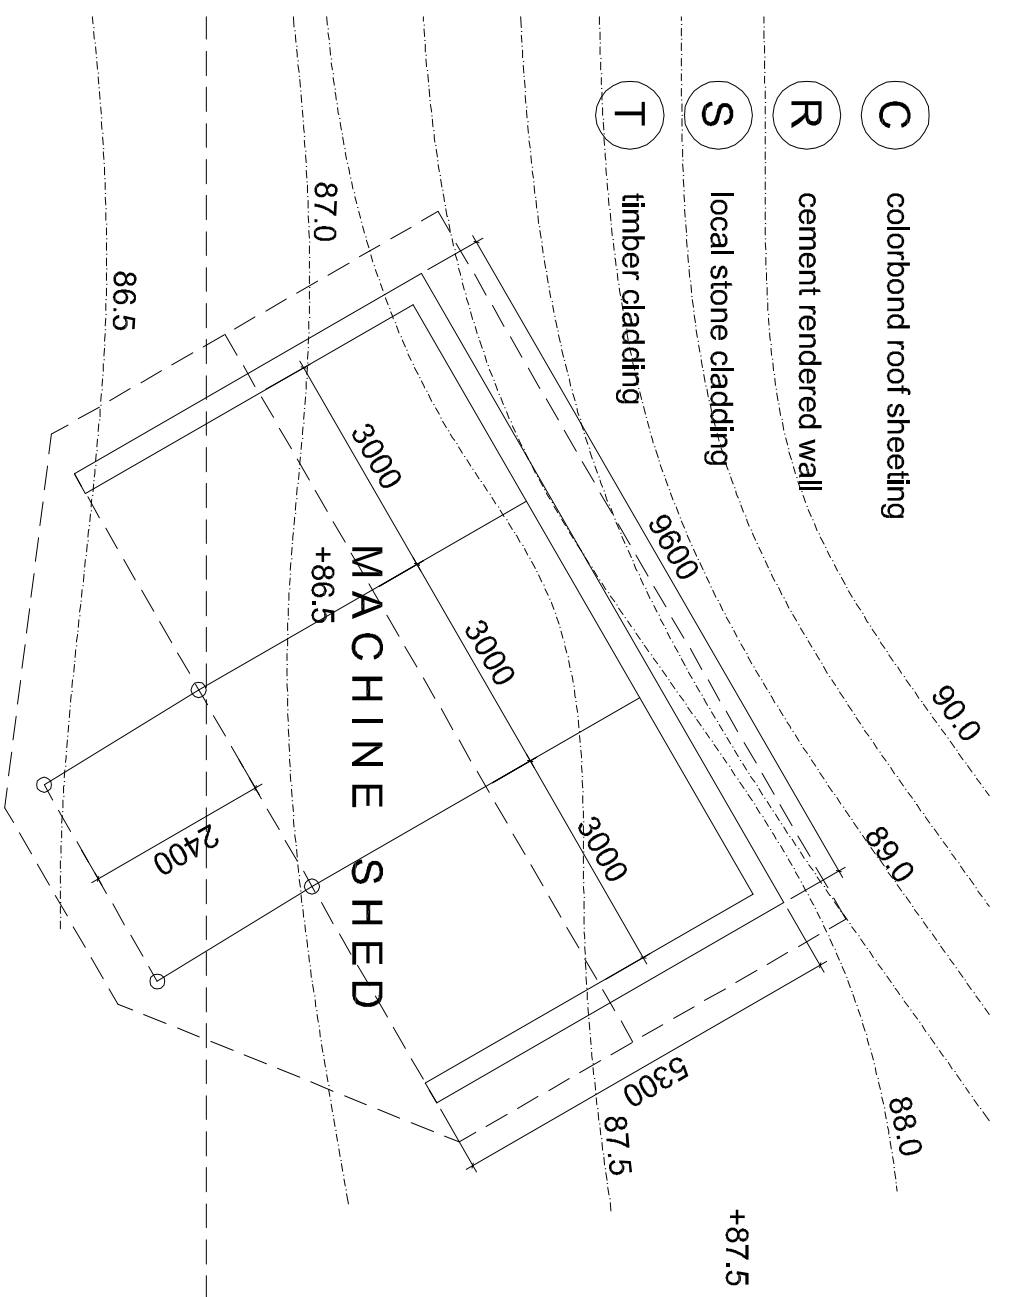 C colorbond roof sheeting
R cement rendered wall
S local stone cladding
T timber cladding
90.0
89.0
88.0
87.5
+87.5
87.0
86.5
9600
3000
3000
3000
5300
2400
MACHINE SHED
+86.5